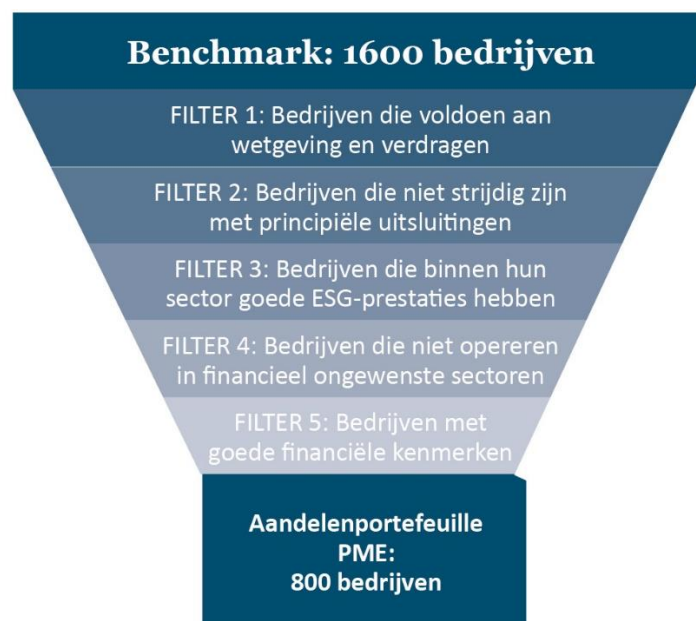 Benchmark: 1600 bedrijven
FILTER 1: Bedrijven die voldoen aan
wetgeving en verdragen
FILTER 2: Bedrijven die niet strijdig zijn
met principiële uitsluitingen
FILTER 3: Bedrijven die binnen hun
sector goede ESG-prestaties hebben
FILTER 4: Bedrijven die niet opereren
in financieel ongewenste sectoren
FILTER 5: Bedrijven met
goede financiële kenmerken
Aandelenportefeuille
PME:
800 bedrijven